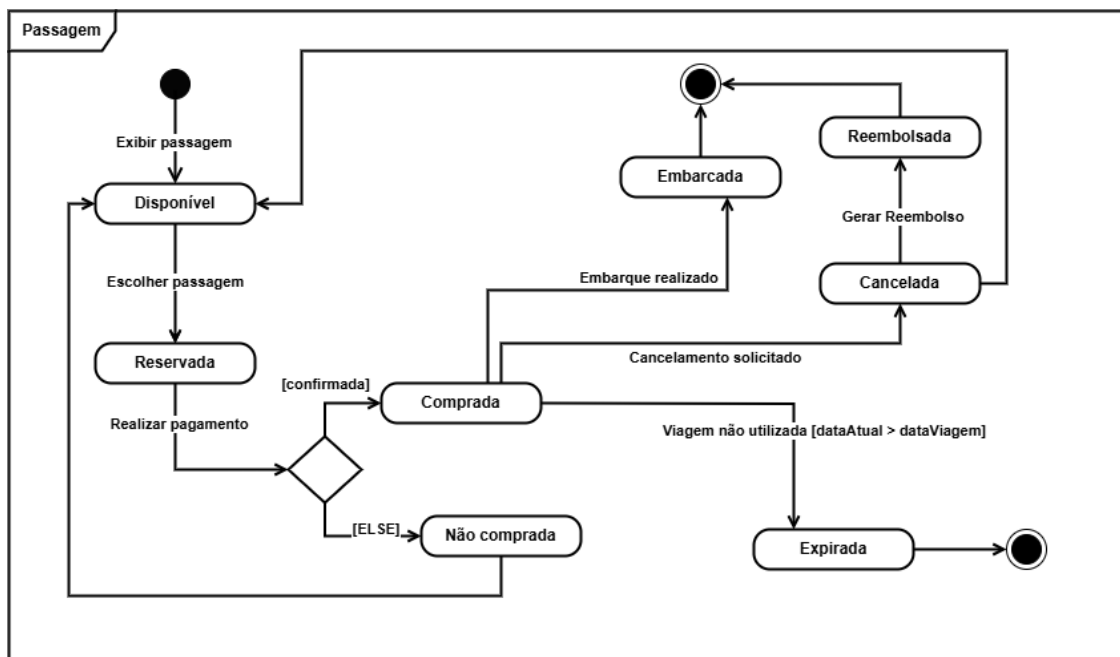 Passagem
Exibir passagem
Disponível
Escolher passagem
Reservada
Realizar pagamento
[confirmada]
Comprada
[ELSE]
Não comprada
Embarque realizado
Embarcada
Cancelamento solicitado
Cancelada
Gerar Reembolso
Reembolsada
Viagem não utilizada [dataAtual > dataViagem]
Expirada